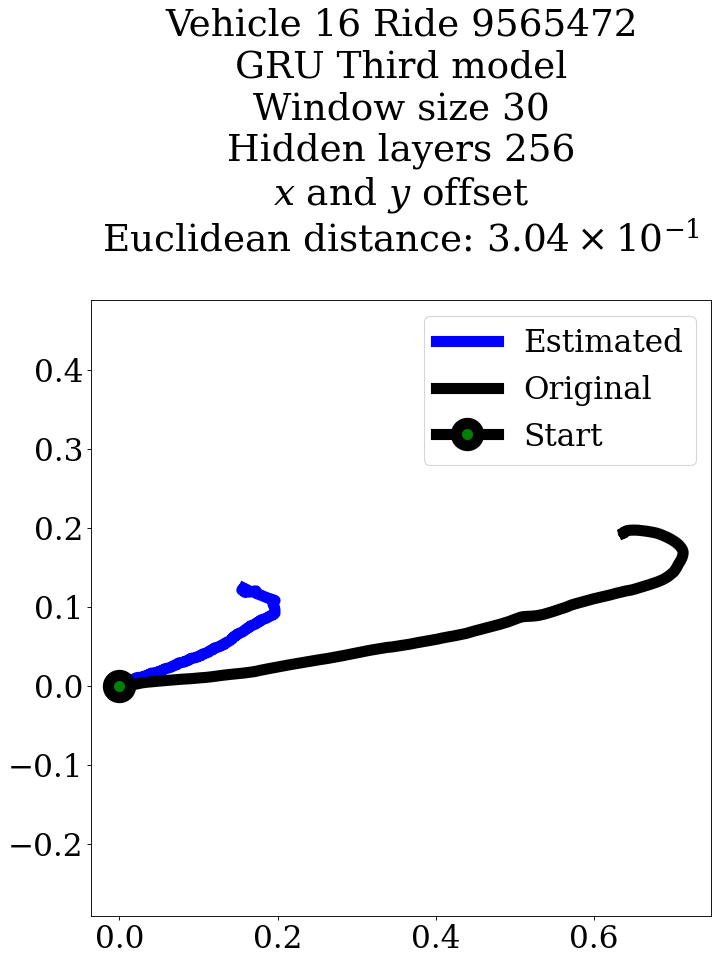 Vehicle 16 Ride 9565472
GRU Third model
Window size 30
Hidden layers 256
x and y offset
Euclidean distance: 3.04 × 10⁻¹
Estimated
Original
Start
0.4
0.3
0.2
0.1
0.0
−0.1
−0.2
0.0 0.2 0.4 0.6